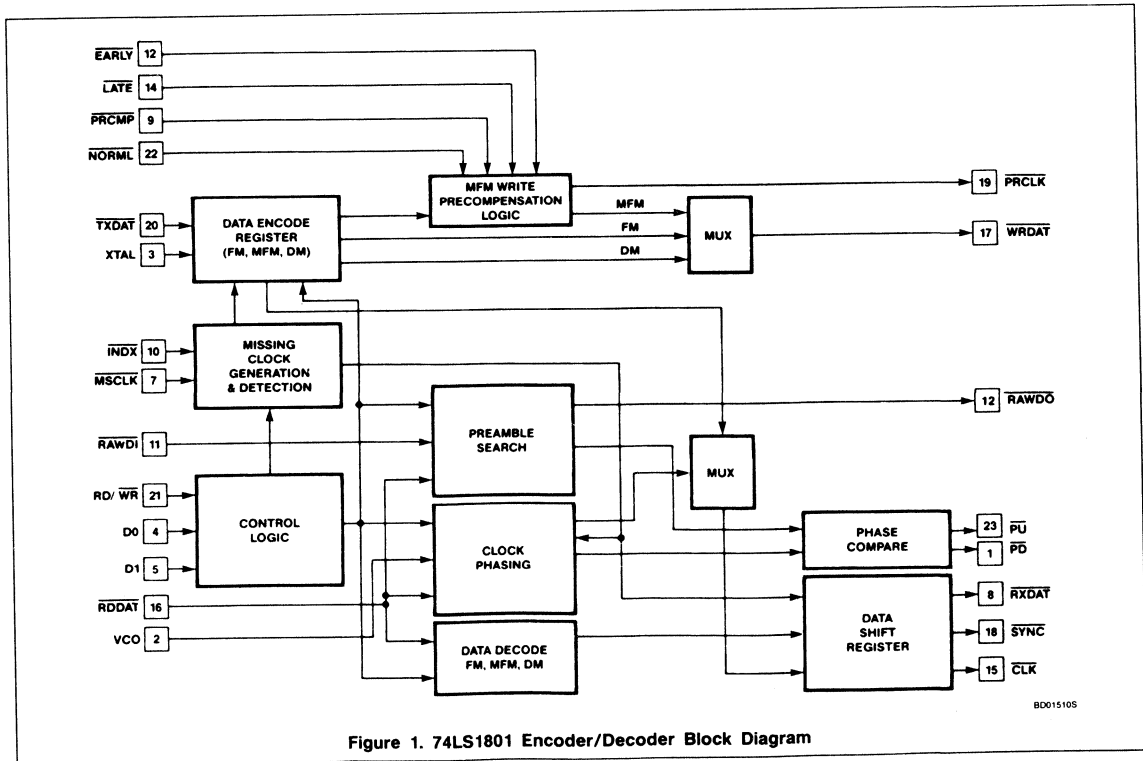 EARLY 12
LATE 14
PRCMP 9
NORML 22
MFM WRITE
PRECOMPENSATION
LOGIC
19 PRCLK
MFM
FM
DM
MUX
17 WRDAT
TXDAT 20
XTAL 3
DATA ENCODE
REGISTER
(FM, MFM, DM)
INDX 10
MSCLK 7
MISSING
CLOCK
GENERATION
& DETECTION
RAWDI 11
PREAMBLE
SEARCH
12 RAWDO
MUX
RD/WR 21
D0 4
D1 5
CONTROL
LOGIC
CLOCK
PHASING
PHASE
COMPARE
23 PU
1 PD
RDDAT 16
VCO 2
DATA DECODE
FM, MFM, DM
DATA
SHIFT
REGISTER
8 RXDAT
18 SYNC
15 CLK
BD01510S
Figure 1. 74LS1801 Encoder/Decoder Block Diagram